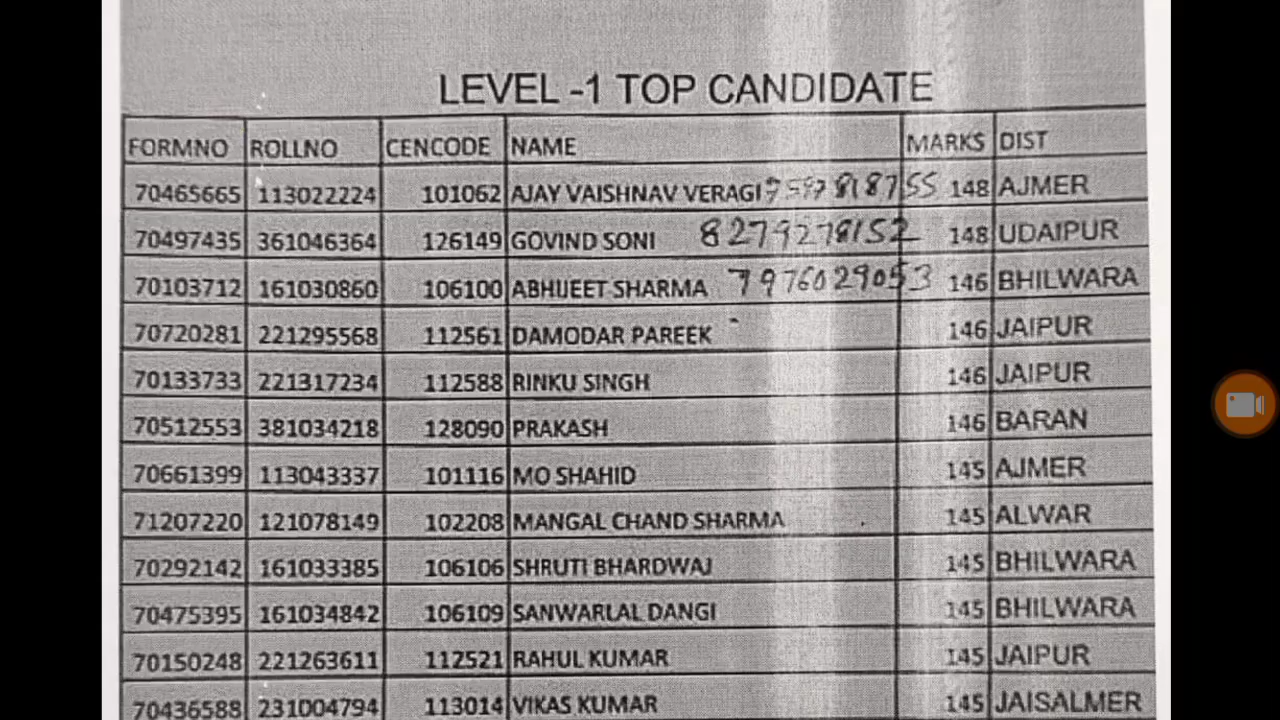 LEVEL -1 TOP CANDIDATE
FORMNO ROLLNO CENCODE NAME MARKS DIST
70465665 113022224 101062 AJAY VAISHNAV VERAGI 148 AJMER
70497435 361046364 126149 GOVIND SONI 8279278152 148 UDAIPUR
70103712 161030860 106100 ABHIJEET SHARMA 7976029053 146 BHILWARA
70720281 221295568 112561 DAMODAR PAREEK 146 JAIPUR
70133733 221317234 112588 RINKU SINGH 146 JAIPUR
70512553 381034218 128090 PRAKASH 146 BARAN
70661399 113043337 101116 MO SHAHID 145 AJMER
71207220 121078149 102208 MANGAL CHAND SHARMA 145 ALWAR
70292142 161033385 106106 SHRUTI BHARDWAJ 145 BHILWARA
70475395 161034842 106109 SANWARLAL DANGI 145 BHILWARA
70150248 221263611 112521 RAHUL KUMAR 145 JAIPUR
70436588 231004794 113014 VIKAS KUMAR 145 JAISALMER